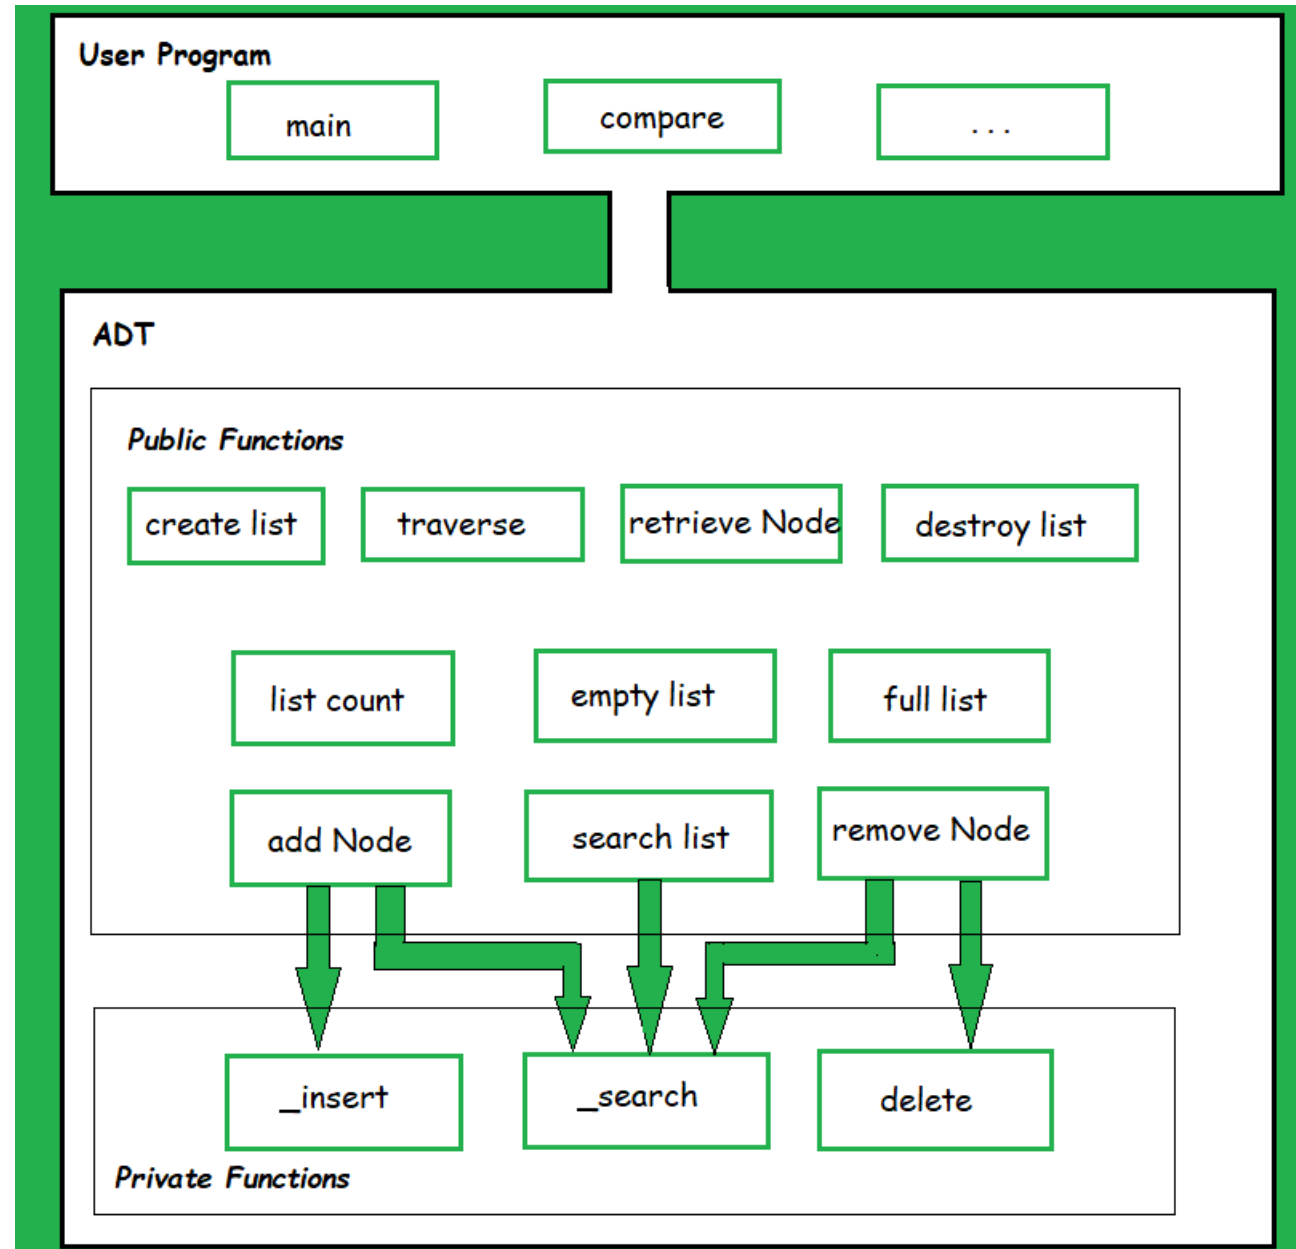 User Program
main
compare
...
ADT
Public Functions
create list
traverse
retrieve Node
destroy list
list count
empty list
full list
add Node
search list
remove Node
_insert
_search
delete
Private Functions